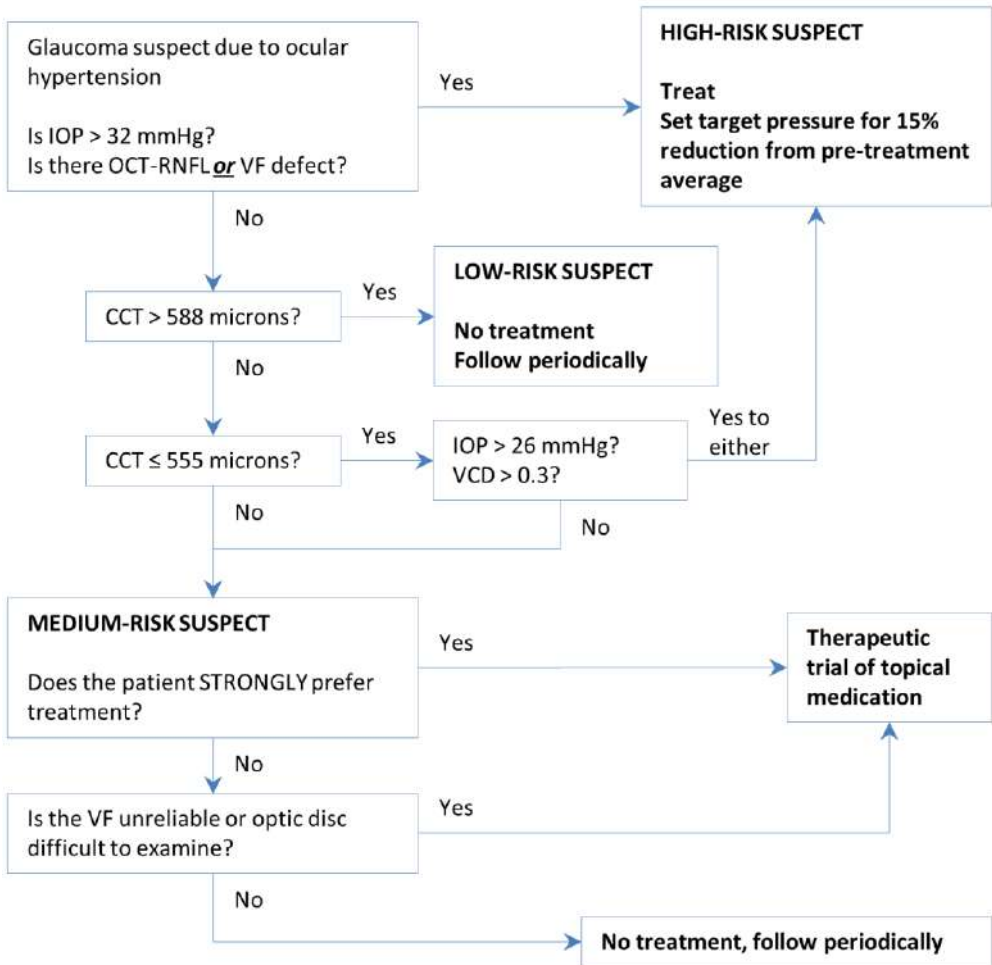 Glaucoma suspect due to ocular
hypertension
Is IOP > 32 mmHg?
Is there OCT-RNFL or VF defect?
Yes
HIGH-RISK SUSPECT
Treat
Set target pressure for 15%
reduction from pre-treatment
average
No
CCT > 588 microns?
Yes
LOW-RISK SUSPECT
No treatment
Follow periodically
No
CCT ≤ 555 microns?
Yes
IOP > 26 mmHg?
VCD > 0.3?
Yes to
either
No
No
MEDIUM-RISK SUSPECT
Does the patient STRONGLY prefer
treatment?
Yes
Therapeutic
trial of topical
medication
No
Is the VF unreliable or optic disc
difficult to examine?
Yes
No
No treatment, follow periodically